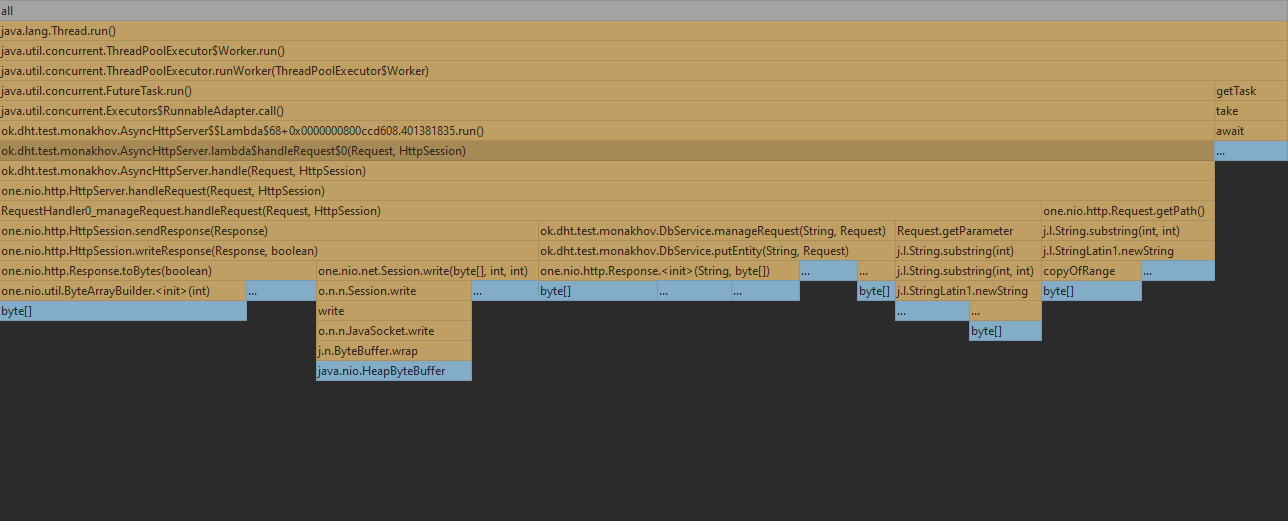 all
java.lang.Thread.run()
java.util.concurrent.ThreadPoolExecutor$Worker.run()
java.util.concurrent.ThreadPoolExecutor.runWorker(ThreadPoolExecutor$Worker)
java.util.concurrent.FutureTask.run() getTask
java.util.concurrent.Executors$RunnableAdapter.call() take
ok.dht.test.monakhov.AsyncHttpServer$$Lambda$68+0x0000000800ccd608.401381835.run() await
ok.dht.test.monakhov.AsyncHttpServer.lambda$handleRequest$0(Request, HttpSession) ...
ok.dht.test.monakhov.AsyncHttpServer.handle(Request, HttpSession)
one.nio.http.HttpServer.handleRequest(Request, HttpSession)
RequestHandler0_manageRequest.handleRequest(Request, HttpSession) one.nio.http.Request.getPath()
one.nio.http.HttpSession.sendResponse(Response) ok.dht.test.monakhov.DbService.manageRequest(String, Request) Request.getParameter j.l.String.substring(int, int)
one.nio.http.HttpSession.writeResponse(Response, boolean) ok.dht.test.monakhov.DbService.putEntity(String, Request) j.l.String.substring(int) j.l.StringLatin1.newString
one.nio.http.Response.toBytes(boolean) one.nio.net.Session.write(byte[], int, int) one.nio.http.Response.<init>(String, byte[]) ... ... j.l.String.substring(int, int) copyOfRange ...
one.nio.util.ByteArrayBuilder.<init>(int) ... o.n.n.Session.write ... byte[] ... ... byte[] j.l.StringLatin1.newString byte[]
byte[] write ... ...
o.n.n.JavaSocket.write byte[]
j.n.ByteBuffer.wrap
java.nio.HeapByteBuffer